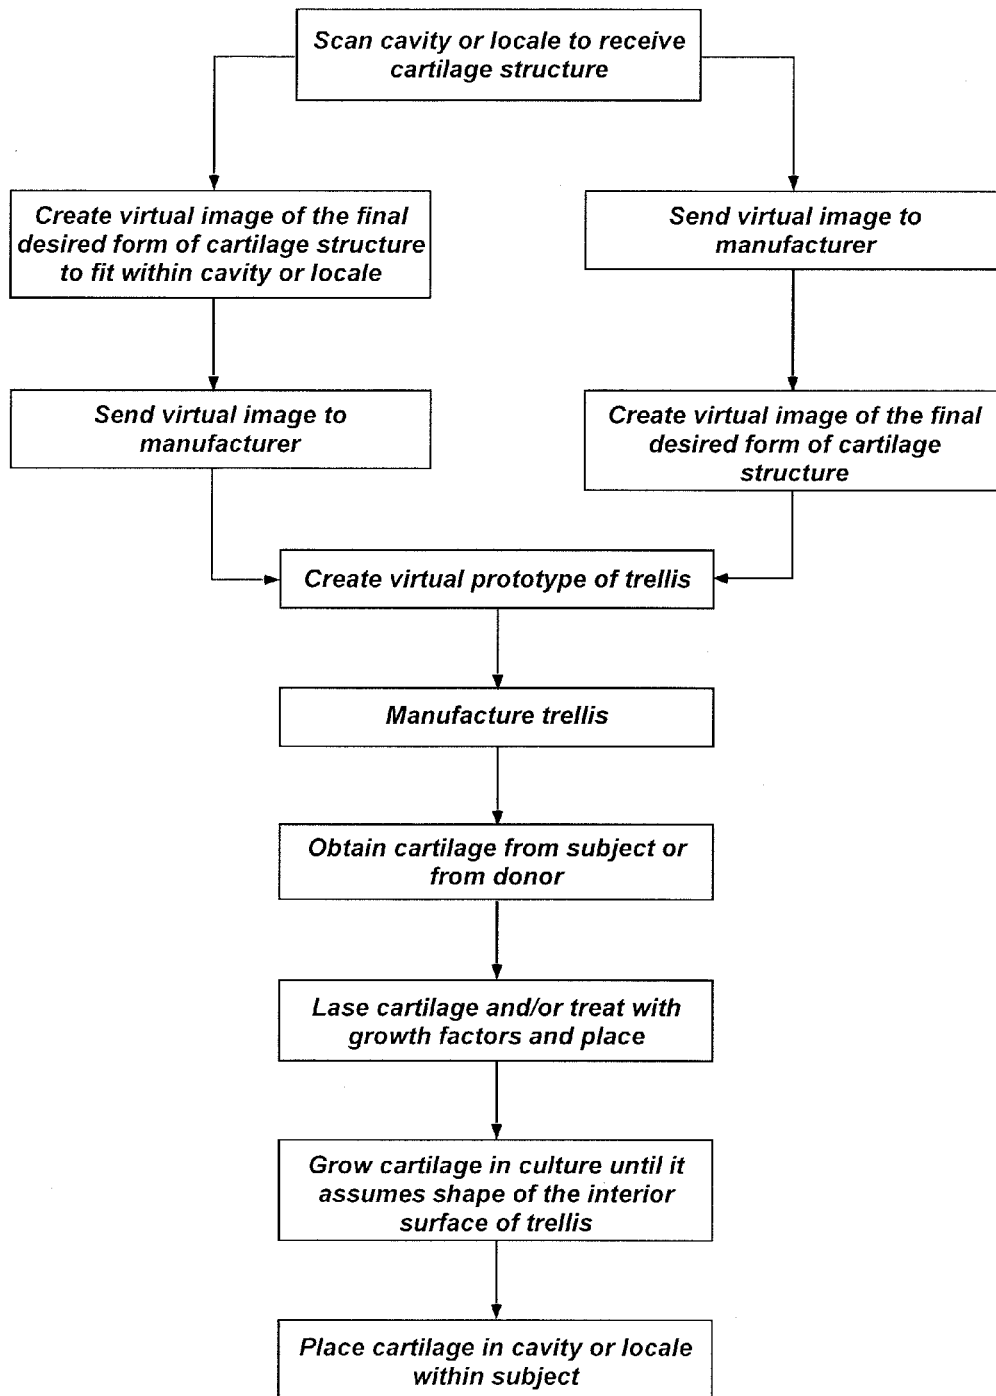 Scan cavity or locale to receive
cartilage structure
Create virtual image of the final
desired form of cartilage structure
to fit within cavity or locale
Send virtual image to
manufacturer
Send virtual image to
manufacturer
Create virtual image of the final
desired form of cartilage
structure
Create virtual prototype of trellis
Manufacture trellis
Obtain cartilage from subject or
from donor
Lase cartilage and/or treat with
growth factors and place
Grow cartilage in culture until it
assumes shape of the interior
surface of trellis
Place cartilage in cavity or locale
within subject